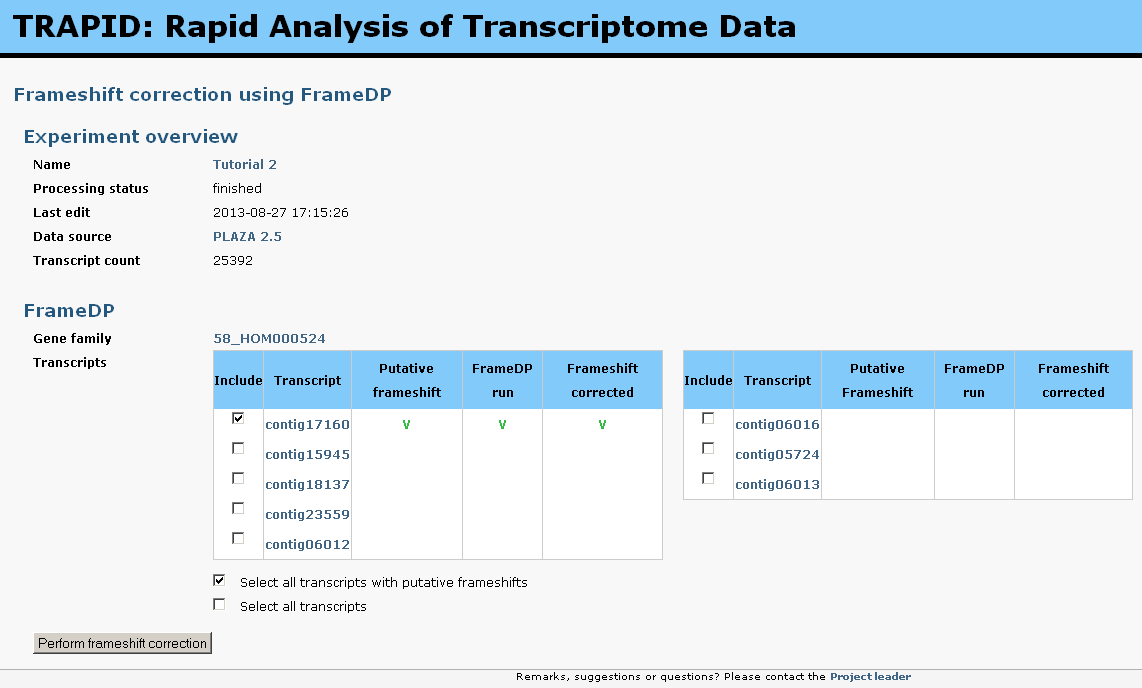 TRAPID: Rapid Analysis of Transcriptome Data
Frameshift correction using FrameDP
Experiment overview
Name Tutorial 2
Processing status finished
Last edit 2013-08-27 17:15:26
Data source PLAZA 2.5
Transcript count 25392
FrameDP
Gene family 58_HOM000524
Transcripts
Include Transcript Putative frameshift FrameDP run Frameshift corrected
contig17160 V V V
contig15945
contig18137
contig23559
contig06012
Include Transcript Putative Frameshift FrameDP run Frameshift corrected
contig06016
contig05724
contig06013
Select all transcripts with putative frameshifts
Select all transcripts
Perform frameshift correction
Remarks, suggestions or questions? Please contact the Project leader